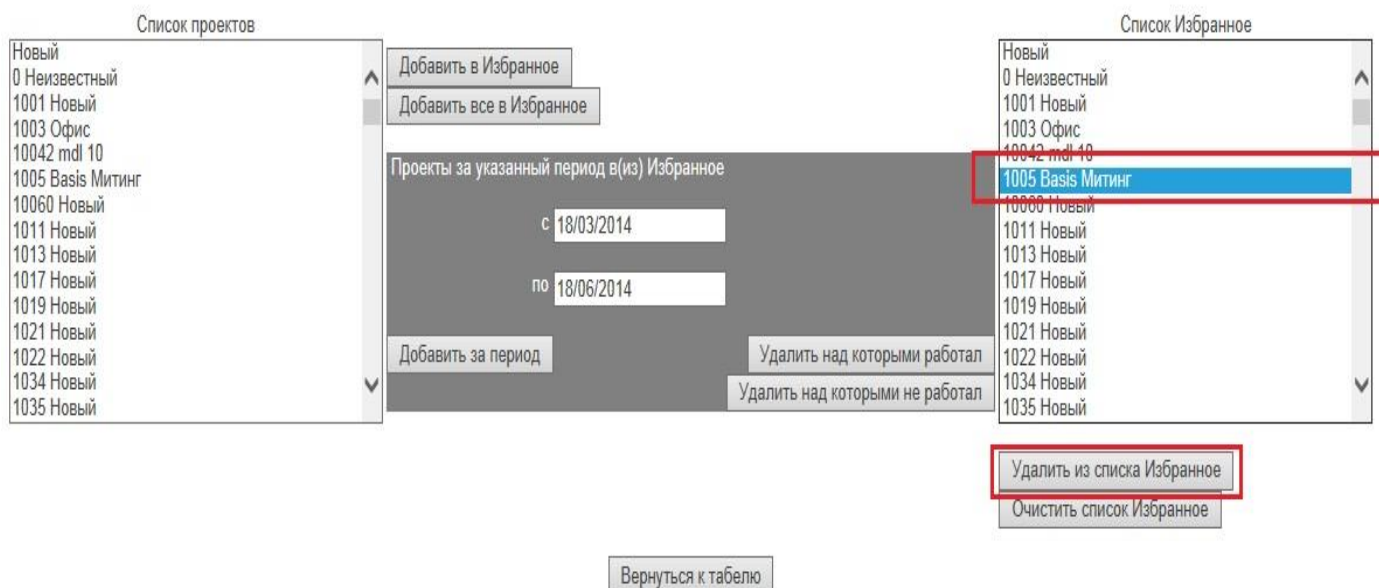 Список проектов
Новый
0 Неизвестный
1001 Новый
1003 Офис
10042 mdl 10
1005 Basis Митинг
10060 Новый
1011 Новый
1013 Новый
1017 Новый
1019 Новый
1021 Новый
1022 Новый
1034 Новый
1035 Новый
Добавить в Избранное
Добавить все в Избранное
Проекты за указанный период в(из) Избранное
с 18/03/2014
по 18/06/2014
Добавить за период
Удалить над которыми работал
Удалить над которыми не работал
Список Избранное
Новый
0 Неизвестный
1001 Новый
1003 Офис
10042 mdl 10
1005 Basis Митинг
10060 Новый
1011 Новый
1013 Новый
1017 Новый
1019 Новый
1021 Новый
1022 Новый
1034 Новый
1035 Новый
Удалить из списка Избранное
Очистить список Избранное
Вернуться к табелю